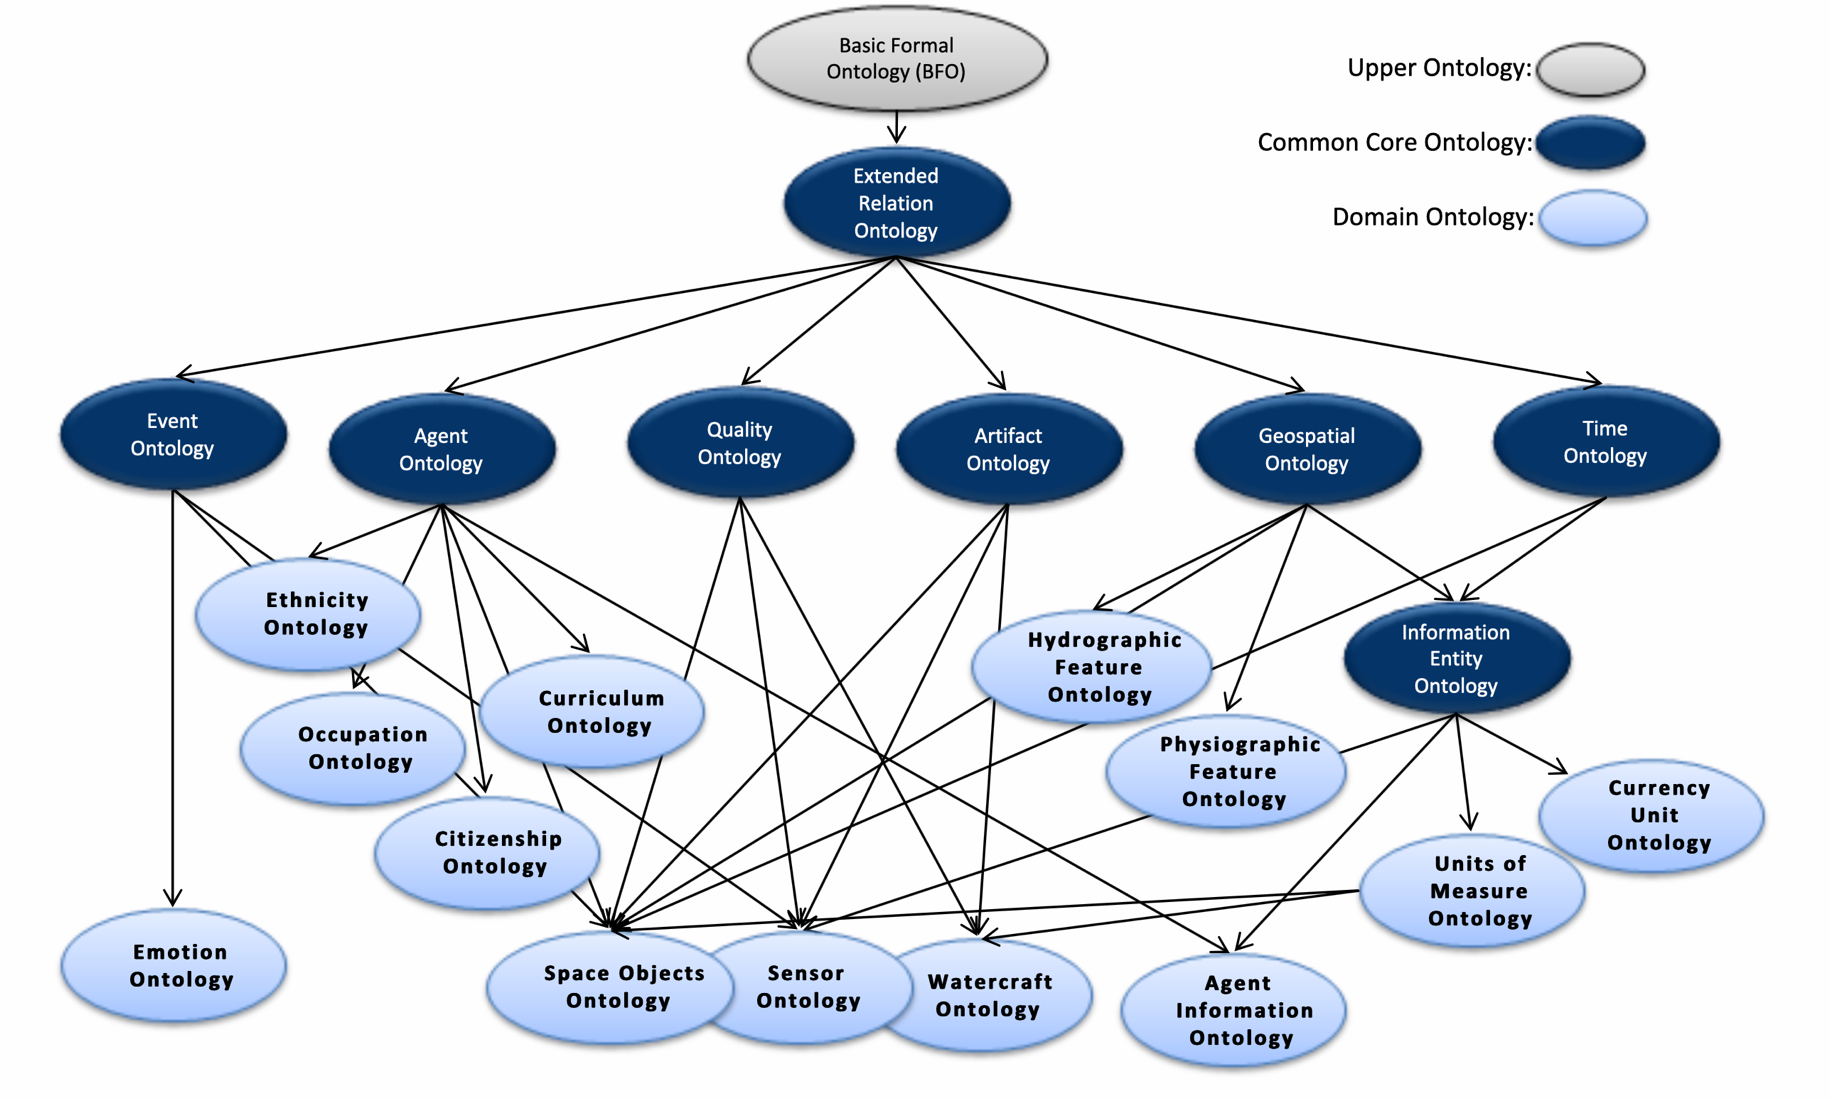 Basic Formal
Ontology (BFO)
Upper Ontology:
Common Core Ontology:
Domain Ontology:
Extended
Relation
Ontology
Event
Ontology
Agent
Ontology
Quality
Ontology
Artifact
Ontology
Geospatial
Ontology
Time
Ontology
Ethnicity
Ontology
Hydrographic
Feature
Ontology
Information
Entity
Ontology
Curriculum
Ontology
Occupation
Ontology
Physiographic
Feature
Ontology
Currency
Unit
Ontology
Citizenship
Ontology
Units of
Measure
Ontology
Emotion
Ontology
Space Objects
Ontology
Sensor
Ontology
Watercraft
Ontology
Agent
Information
Ontology